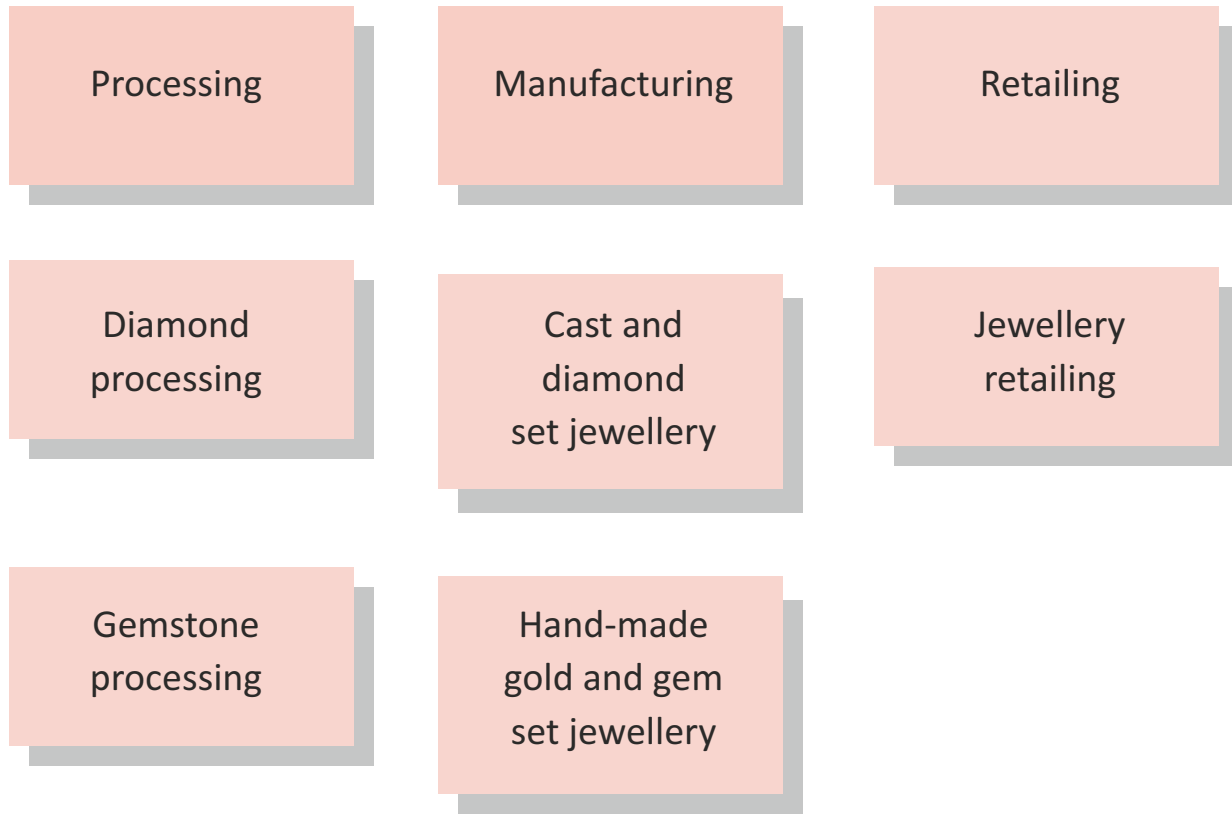 Processing
Manufacturing
Retailing
Diamond
processing
Cast and
diamond
set jewellery
Jewellery
retailing
Gemstone
processing
Hand-made
gold and gem
set jewellery